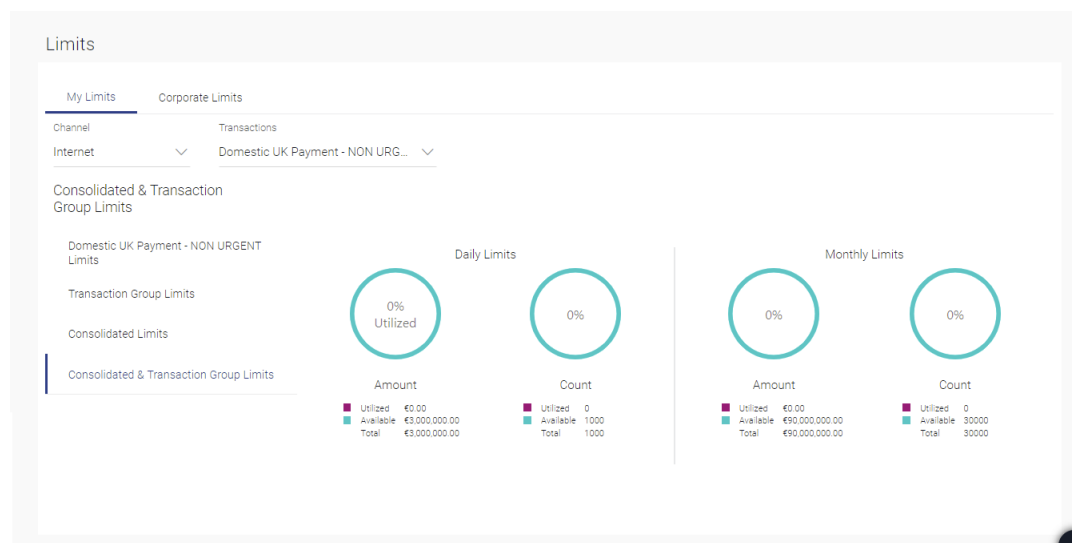 Limits
My Limits
Corporate Limits
Channel
Transactions
Internet
Domestic UK Payment - NON URG...
Consolidated & Transaction
Group Limits
Domestic UK Payment - NON URGENT
Limits
Transaction Group Limits
Consolidated Limits
Consolidated & Transaction Group Limits
Daily Limits
0%
Utilized
Amount
Utilized €0.00
Available €3,000,000.00
Total €3,000,000.00
0%
Count
Utilized 0
Available 1000
Total 1000
Monthly Limits
0%
Amount
Utilized €0.00
Available €90,000,000.00
Total €90,000,000.00
0%
Count
Utilized 0
Available 30000
Total 30000